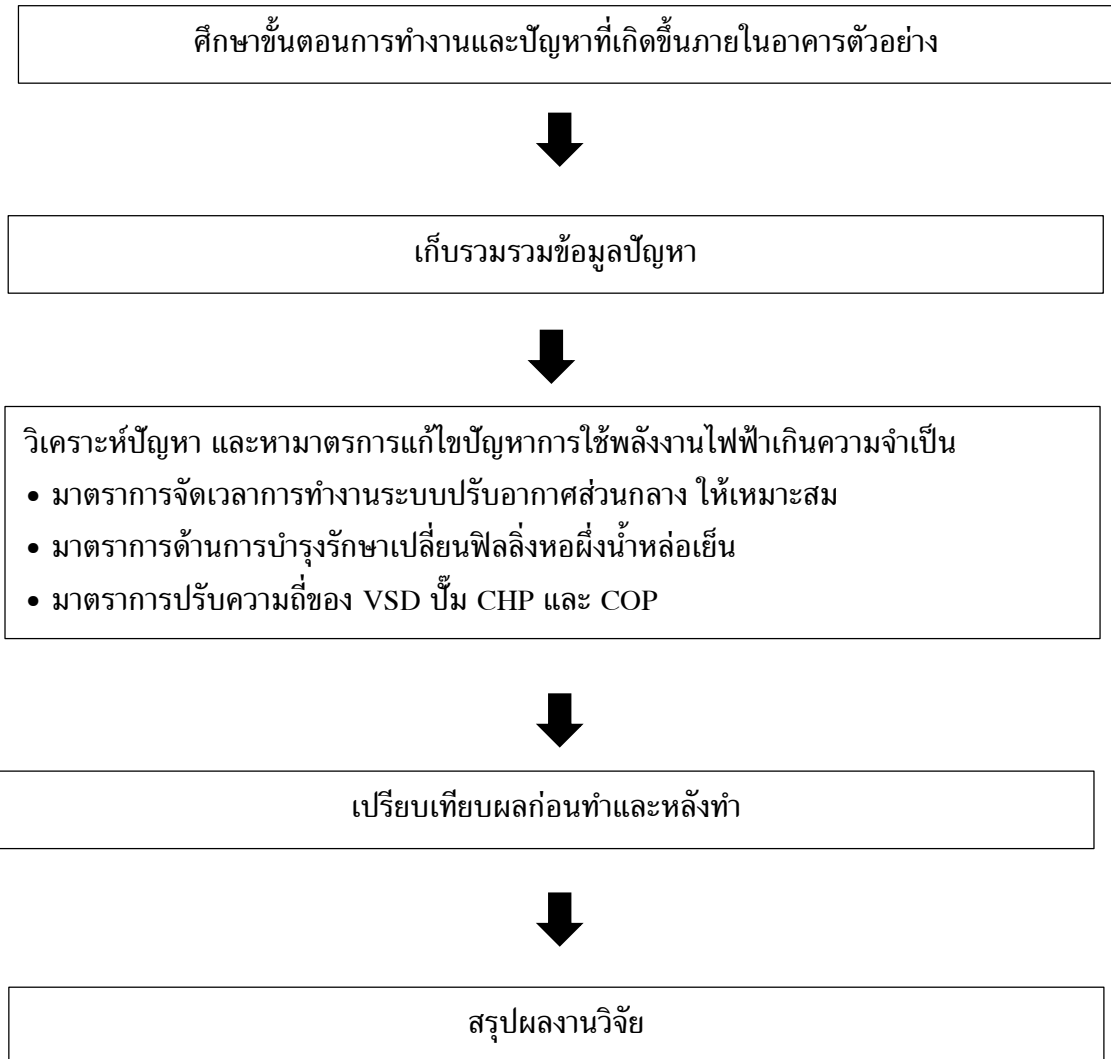 ศึกษาขั้นตอนการทำงานและปัญหาที่เกิดขึ้นภายในอาคารตัวอย่าง
เก็บรวมรวมข้อมูลปัญหา
วิเคราะห์ปัญหา และหามาตรการแก้ไขปัญหาการใช้พลังงานไฟฟ้าเกินความจำเป็น
• มาตราการจัดเวลาการทำงานระบบปรับอากาศส่วนกลาง ให้เหมาะสม
• มาตราการด้านการบำรุงรักษาเปลี่ยนฟิลลิ่งหอผึ่งน้ำหล่อเย็น
• มาตราการปรับความถี่ของ VSD ปั๊ม CHP และ COP
เปรียบเทียบผลก่อนทำและหลังทำ
สรุปผลงานวิจัย